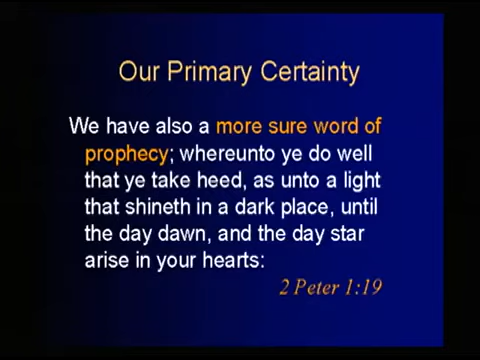 Our Primary Certainty
We have also a more sure word of
prophecy; whereunto ye do well
that ye take heed, as unto a light
that shineth in a dark place, until
the day dawn, and the day star
arise in your hearts:
2 Peter 1:19